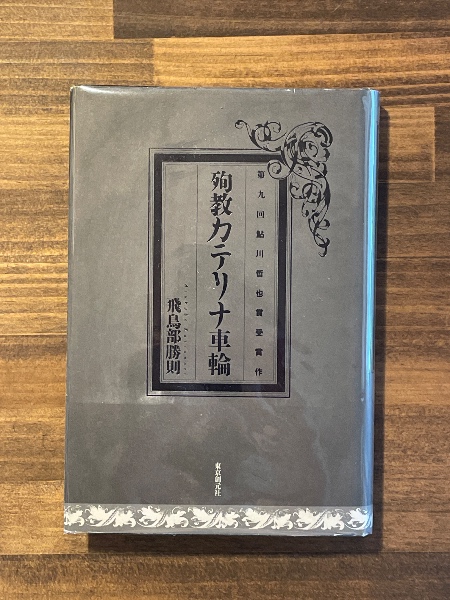 第九回鮎川哲也賞受賞作
殉教カテリナ車輪
飛鳥部勝則
東京創元社